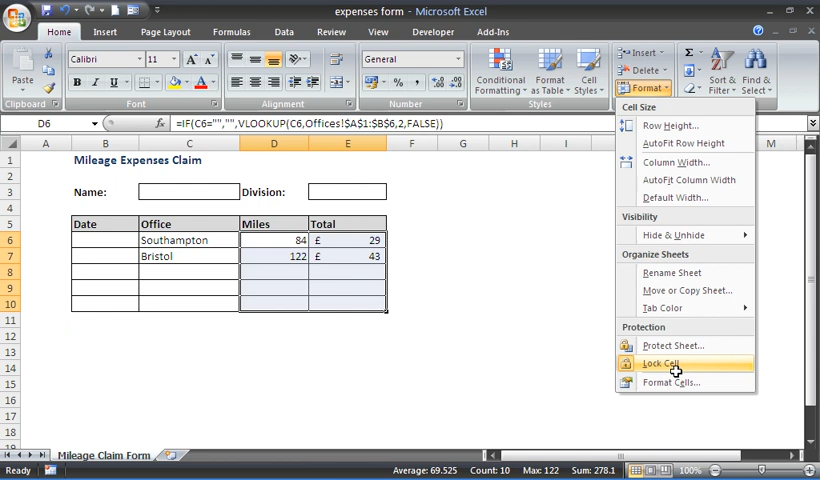 expenses form - Microsoft Excel
Home Insert Page Layout Formulas Data Review View Developer Add-Ins
Paste
Calibri 11
B I U
General
% ,
Conditional Formatting
Format as Table
Cell Styles
Insert
Delete
Format
Σ
Sort & Filter
Find & Select
Clipboard Font Alignment Number Styles
D6 fx =IF(C6="","",VLOOKUP(C6,Offices!$A$1:$B$6,2,FALSE))
A B C D E F G H I M
1 Mileage Expenses Claim
2
3 Name: Division:
4
5 Date Office Miles Total
6 Southampton 84 £ 29
7 Bristol 122 £ 43
8
9
10
11
12
13
14
15
16
17
18
19
Cell Size
Row Height...
AutoFit Row Height
Column Width...
AutoFit Column Width
Default Width...
Visibility
Hide & Unhide
Organize Sheets
Rename Sheet
Move or Copy Sheet...
Tab Color
Protection
Protect Sheet...
Lock Cell
Format Cells...
Mileage Claim Form
Ready Average: 69.525 Count: 10 Max: 122 Sum: 278.1 100%